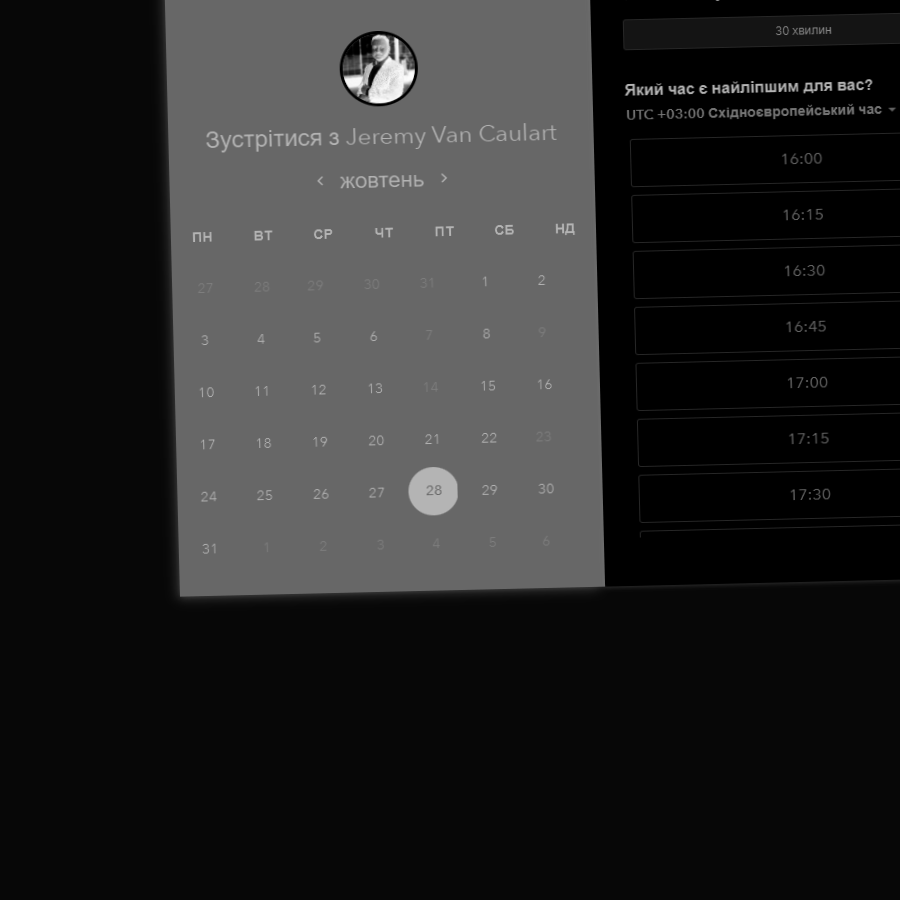 Зустрітися з Jeremy Van Caulart
жовтень
ПН ВТ СР ЧТ ПТ СБ НД
27 28 29 30 31 1 2
3 4 5 6 7 8 9
10 11 12 13 14 15 16
17 18 19 20 21 22 23
24 25 26 27 28 29 30
31 1 2 3 4 5 6
30 хвилин
Який час є найліпшим для вас?
UTC +03:00 Східноєвропейський час
16:00
16:15
16:30
16:45
17:00
17:15
17:30